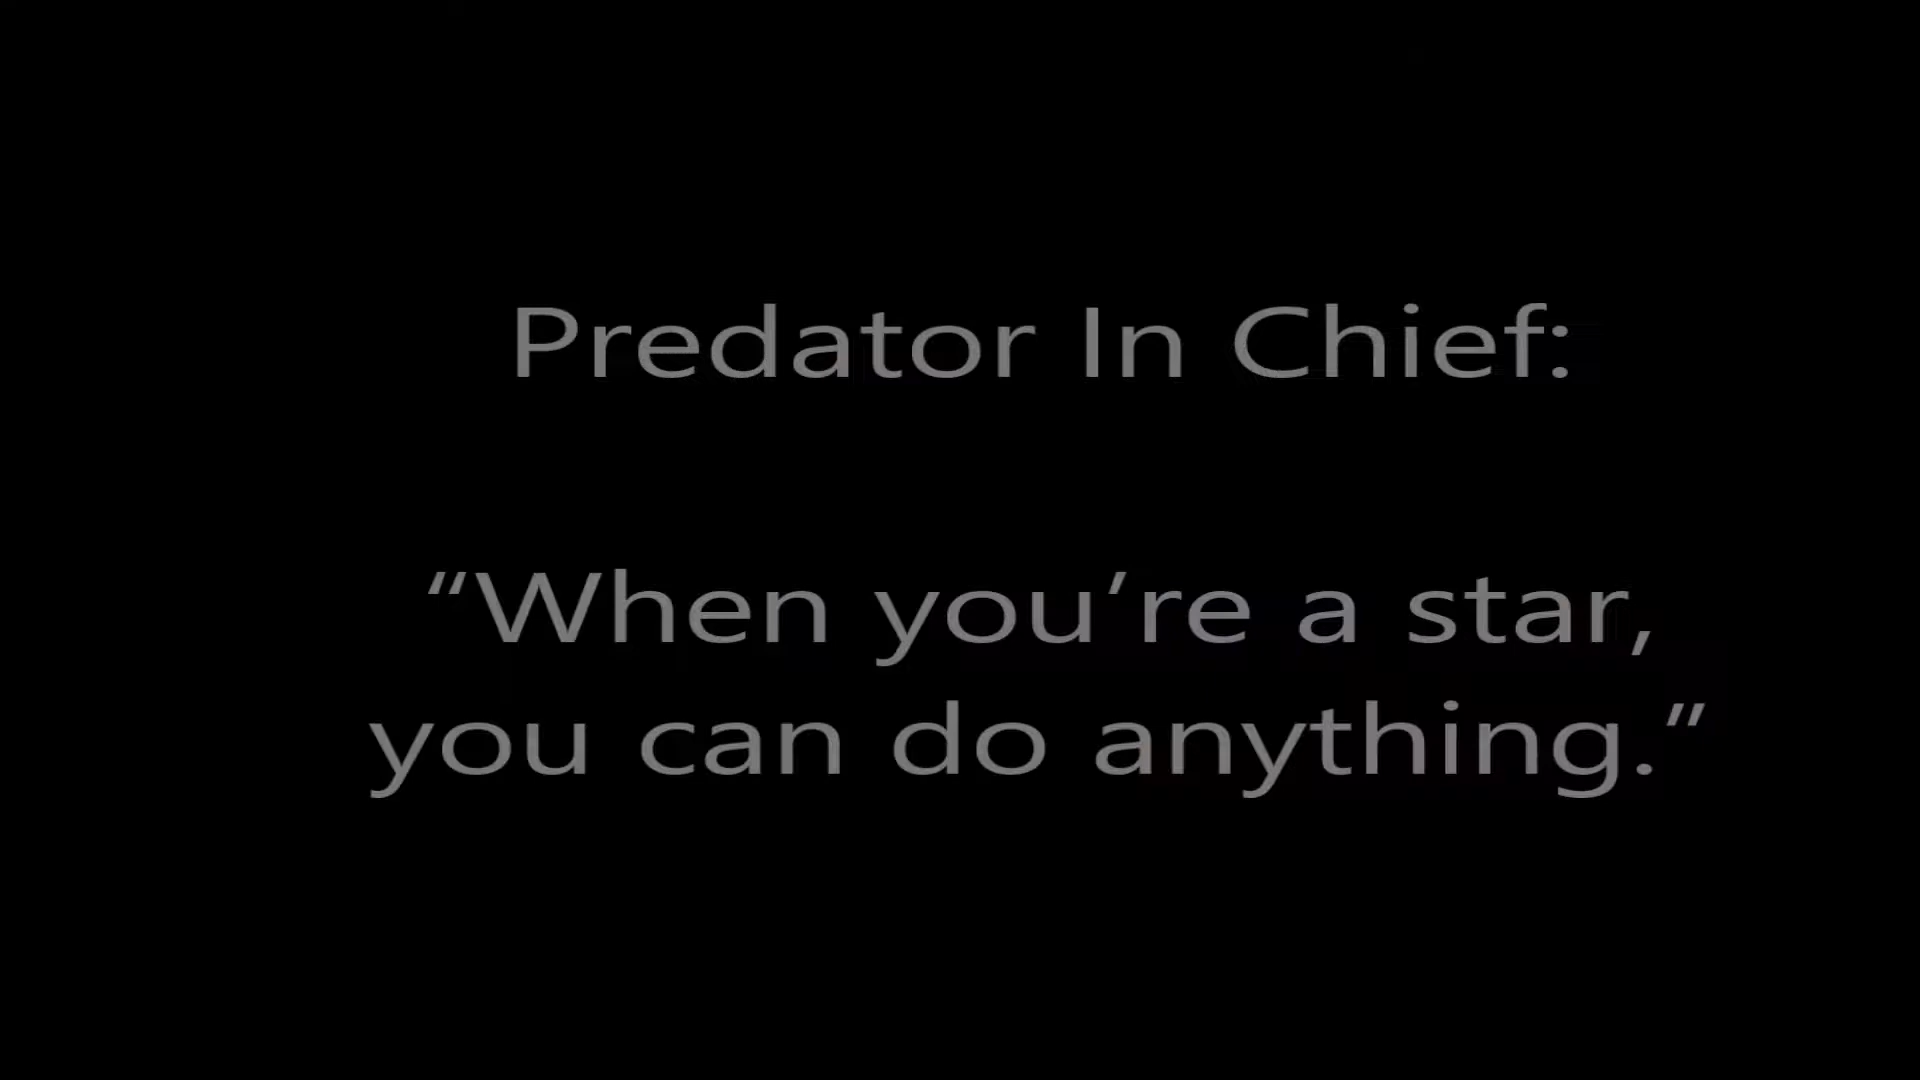 Predator In Chief:
“When you’re a star,
you can do anything.”